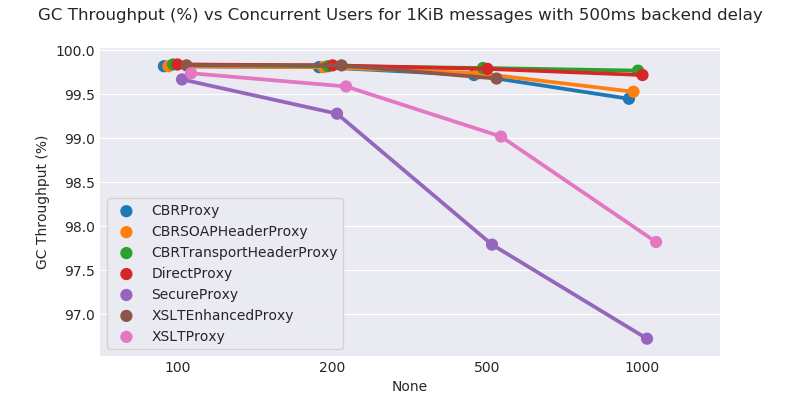 GC Throughput (%) vs Concurrent Users for 1KiB messages with 500ms backend delay
GC Throughput (%)
100.0
99.5
99.0
98.5
98.0
97.5
97.0
CBRProxy
CBRSOAPHeaderProxy
CBRTransportHeaderProxy
DirectProxy
SecureProxy
XSLTEnhancedProxy
XSLTProxy
100 200 500 1000
None